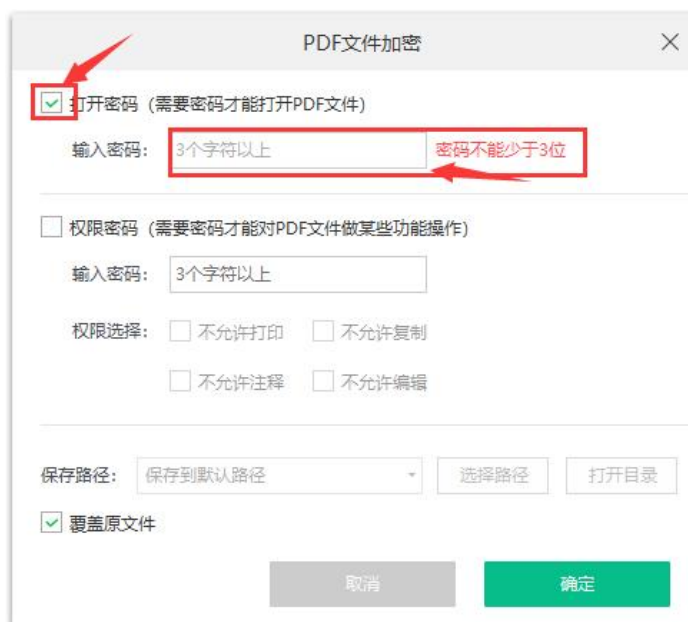 PDF文件加密
打开密码 (需要密码才能打开PDF文件)
输入密码: 3个字符以上 密码不能少于3位
权限密码 (需要密码才能对PDF文件做某些功能操作)
输入密码: 3个字符以上
权限选择: 不允许打印 不允许复制
不允许注释 不允许编辑
保存路径: 保存到默认路径 选择路径 打开目录
覆盖原文件
取消 确定